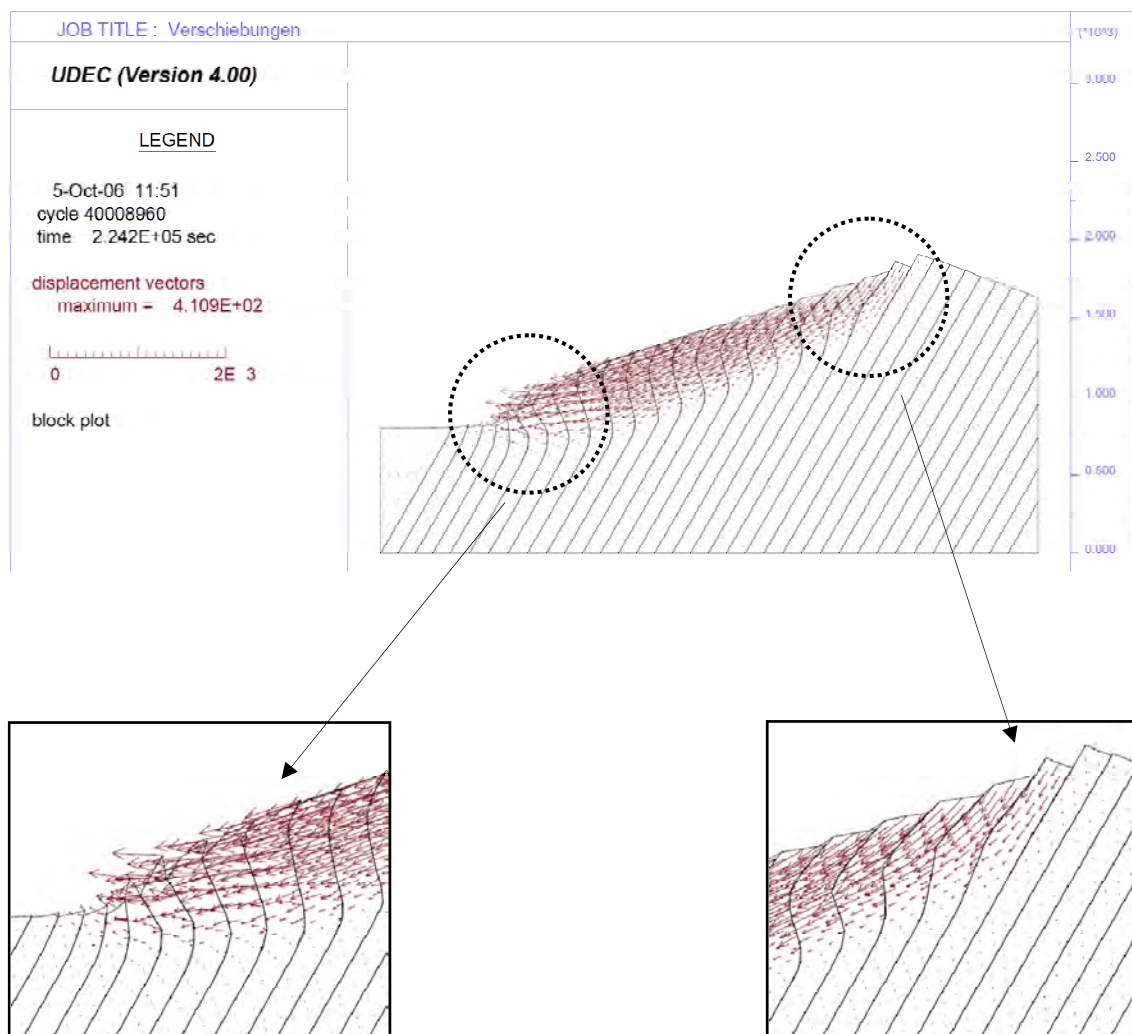 JOB TITLE : Verschiebungen
(*10^3)
UDEC (Version 4.00)
LEGEND
5-Oct-06 11:51
cycle 40008960
time 2.242E+05 sec
displacement vectors
maximum = 4.109E+02
0 2E 3
block plot
3.000
2.500
2.000
1.500
1.000
0.500
0.000